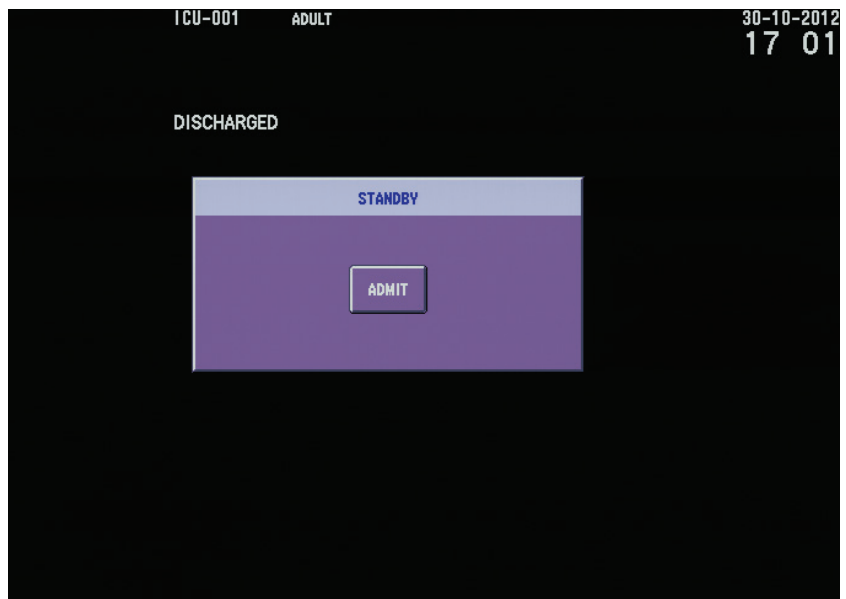 ICU-001 ADULT 30-10-2012
17 01
DISCHARGED
STANDBY
ADMIT